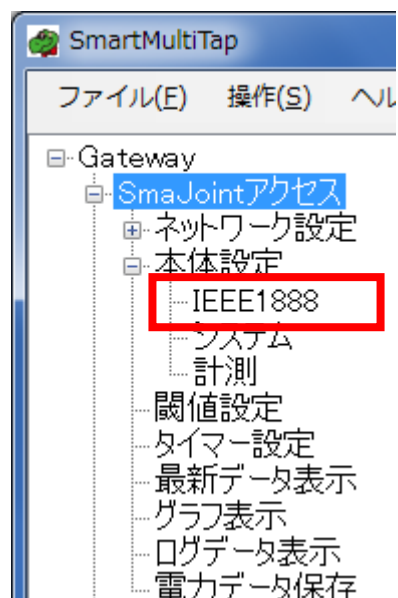 SmartMultiTap
ファイル(F) 操作(S) ヘル
Gateway
SmaJointアクセス
ネットワーク設定
本体設定
IEEE1888
システム
計測
閾値設定
タイマー設定
最新データ表示
グラフ表示
ログデータ表示
電力データ保存